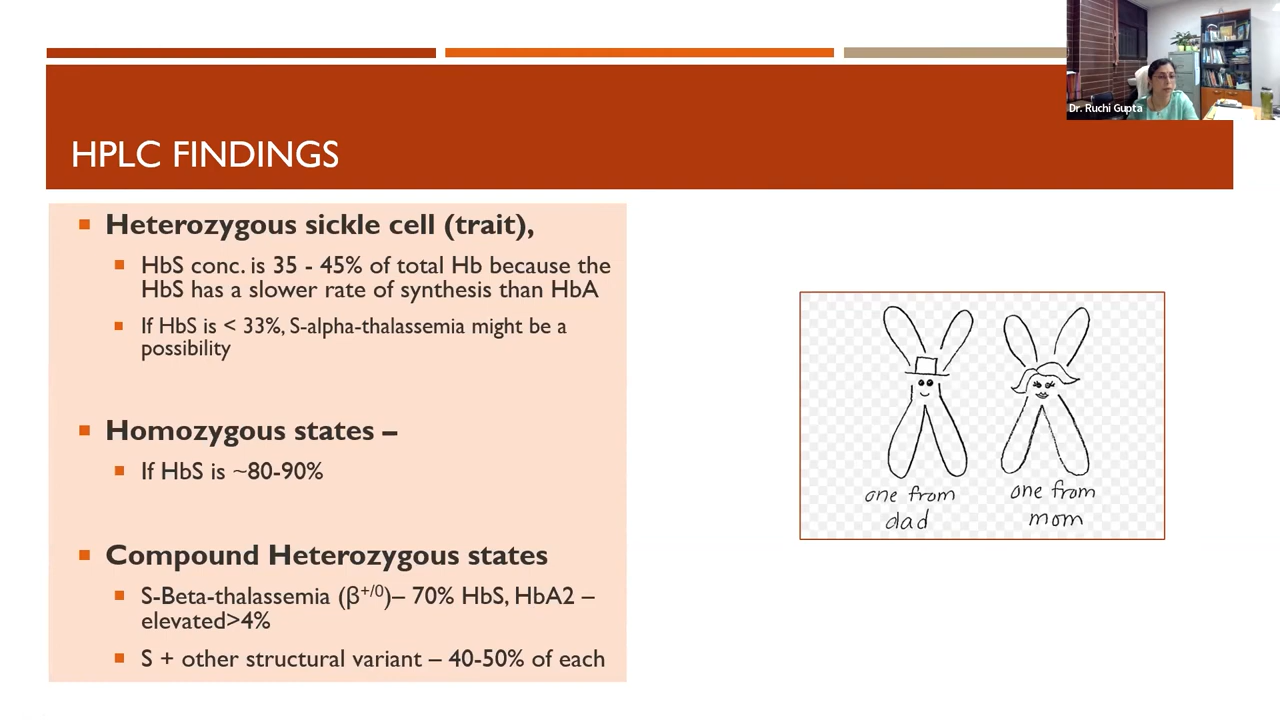 Dr. Ruchi Gupta
HPLC FINDINGS
Heterozygous sickle cell (trait),
HbS conc. is 35 - 45% of total Hb because the
HbS has a slower rate of synthesis than HbA
If HbS is < 33%, S-alpha-thalassemia might be a
possibility
Homozygous states –
If HbS is ~80-90%
Compound Heterozygous states
S-Beta-thalassemia (β+/0)– 70% HbS, HbA2 –
elevated>4%
S + other structural variant – 40-50% of each
one from
dad
one from
mom